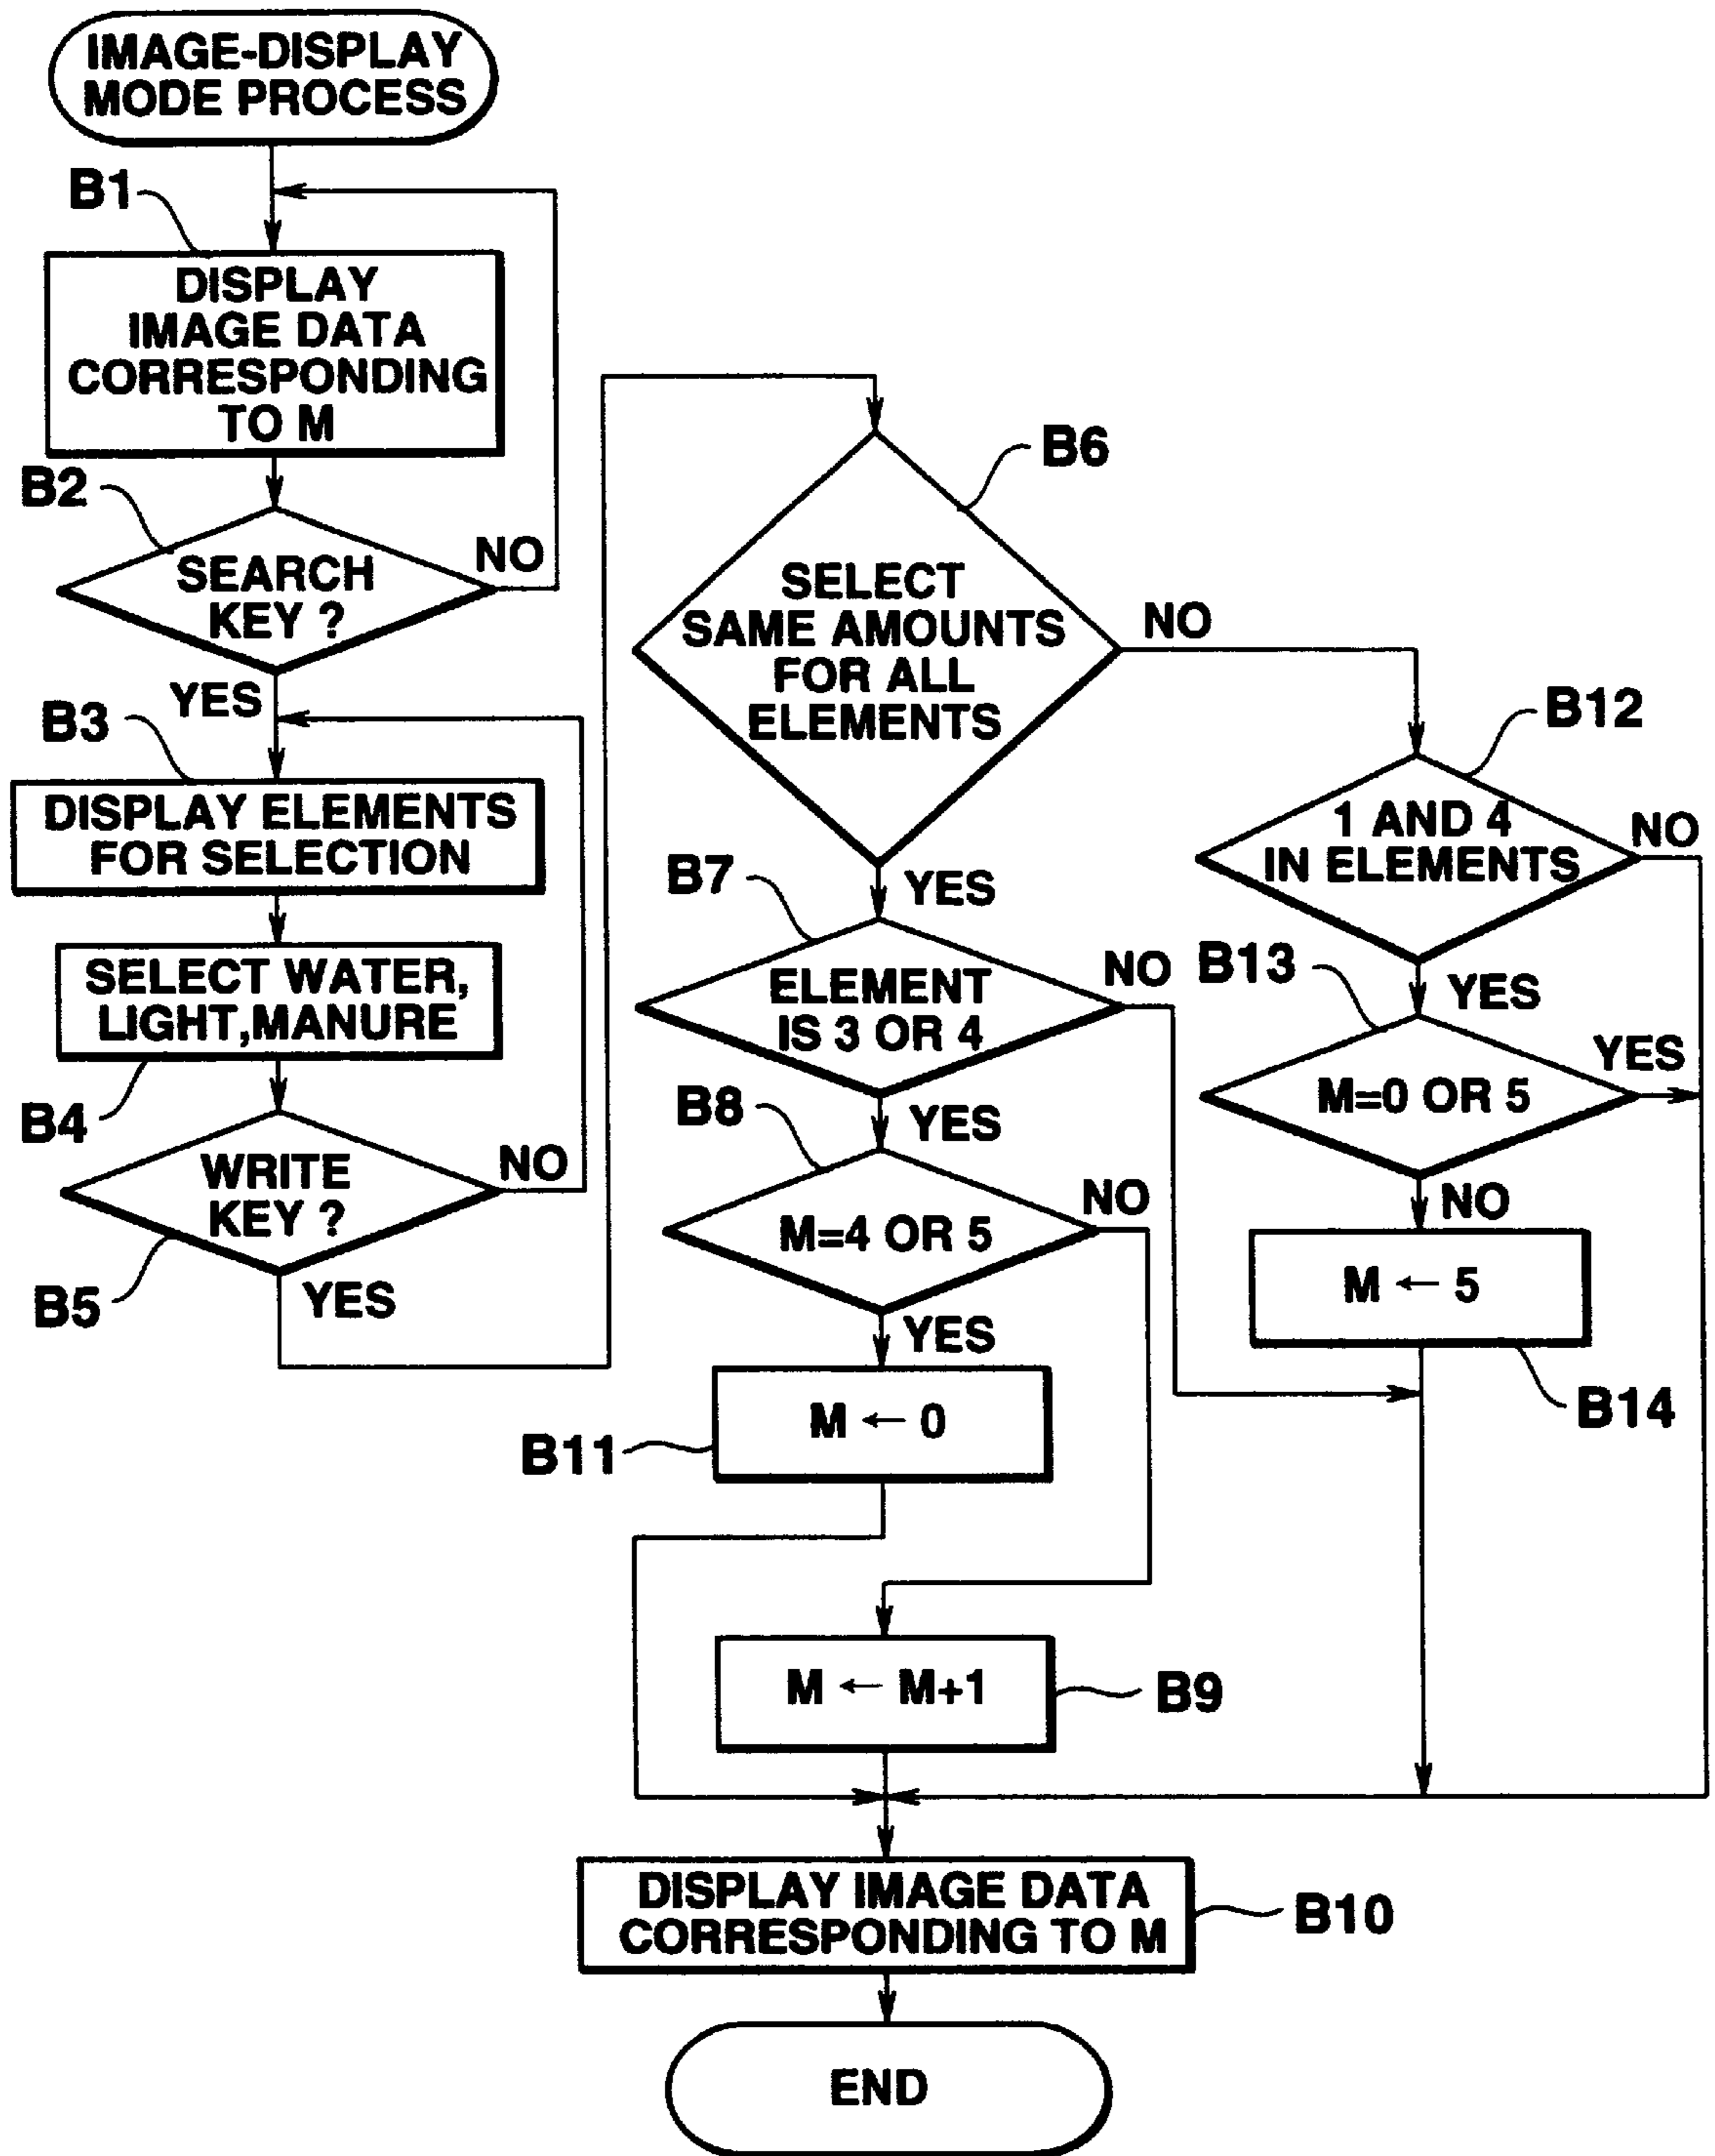 IMAGE-DISPLAY
MODE PROCESS
B1
DISPLAY
IMAGE DATA
CORRESPONDING
TO M
B2
SEARCH
KEY ?
NO
YES
B3
DISPLAY ELEMENTS
FOR SELECTION
SELECT WATER,
LIGHT,MANURE
B4
WRITE
KEY ?
NO
B5
YES
B6
SELECT
SAME AMOUNTS
FOR ALL
ELEMENTS
NO
YES
B7
ELEMENT
IS 3 OR 4
NO
YES
B8
M=4 OR 5
NO
YES
B11
M ← 0
M ← M+1
B9
B12
1 AND 4
IN ELEMENTS
NO
YES
B13
M=0 OR 5
YES
NO
M ← 5
B14
DISPLAY IMAGE DATA
CORRESPONDING TO M
B10
END